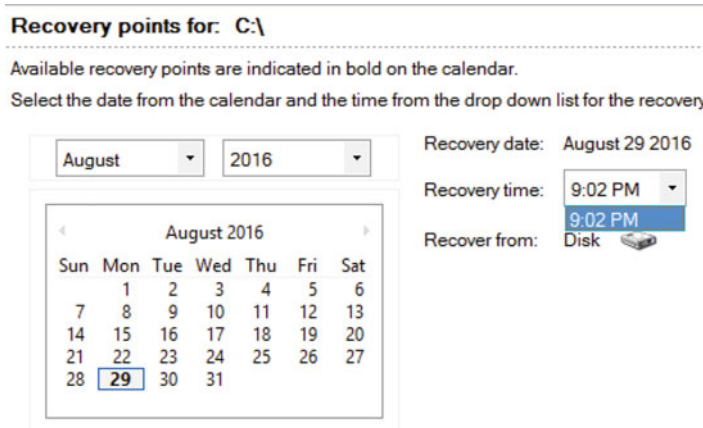 Recovery points for: C:\
Available recovery points are indicated in bold on the calendar.
Select the date from the calendar and the time from the drop down list for the recovery
August 2016
Recovery date: August 29 2016
Recovery time: 9:02 PM
9:02 PM
Recover from: Disk
August 2016
Sun Mon Tue Wed Thu Fri Sat
1 2 3 4 5 6
7 8 9 10 11 12 13
14 15 16 17 18 19 20
21 22 23 24 25 26 27
28 29 30 31